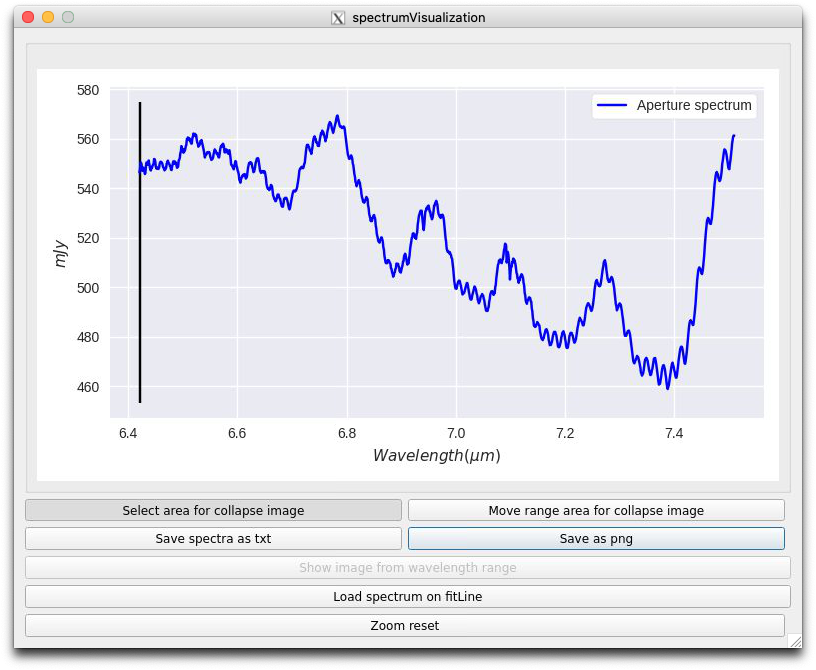 spectrumVisualization
580
560
540
520
500
480
460
mJy
Aperture spectrum
6.4 6.6 6.8 7.0 7.2 7.4
Wavelength(μm)
Select area for collapse image Move range area for collapse image
Save spectra as txt Save as png
Show image from wavelength range
Load spectrum on fitLine
Zoom reset